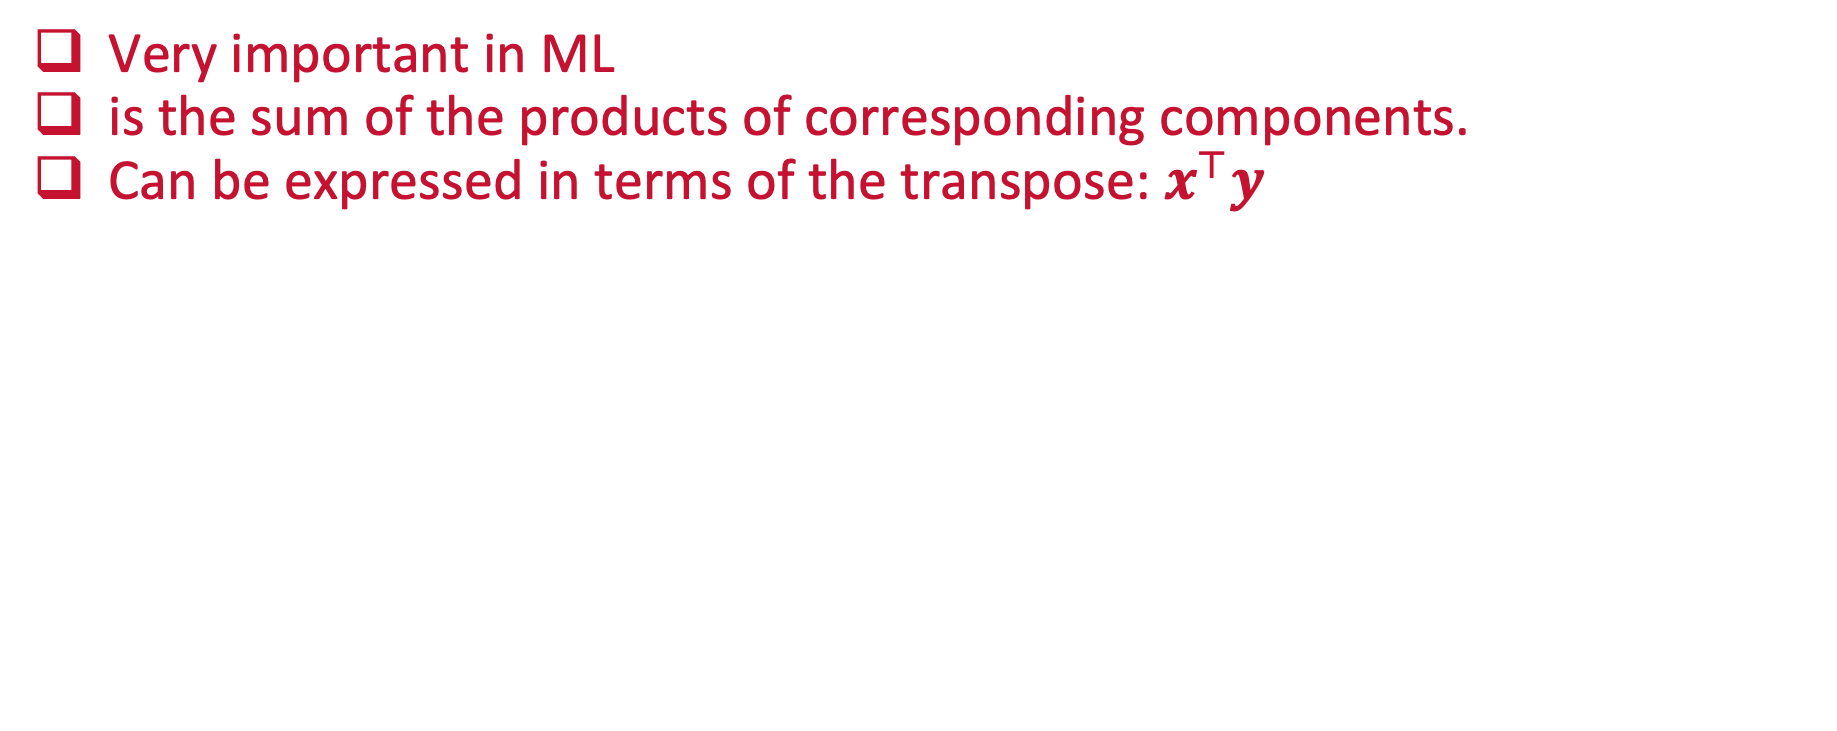 ❑ Very important in ML
❑ is the sum of the products of corresponding components.
❑ Can be expressed in terms of the transpose: 𝒙⊤𝒚